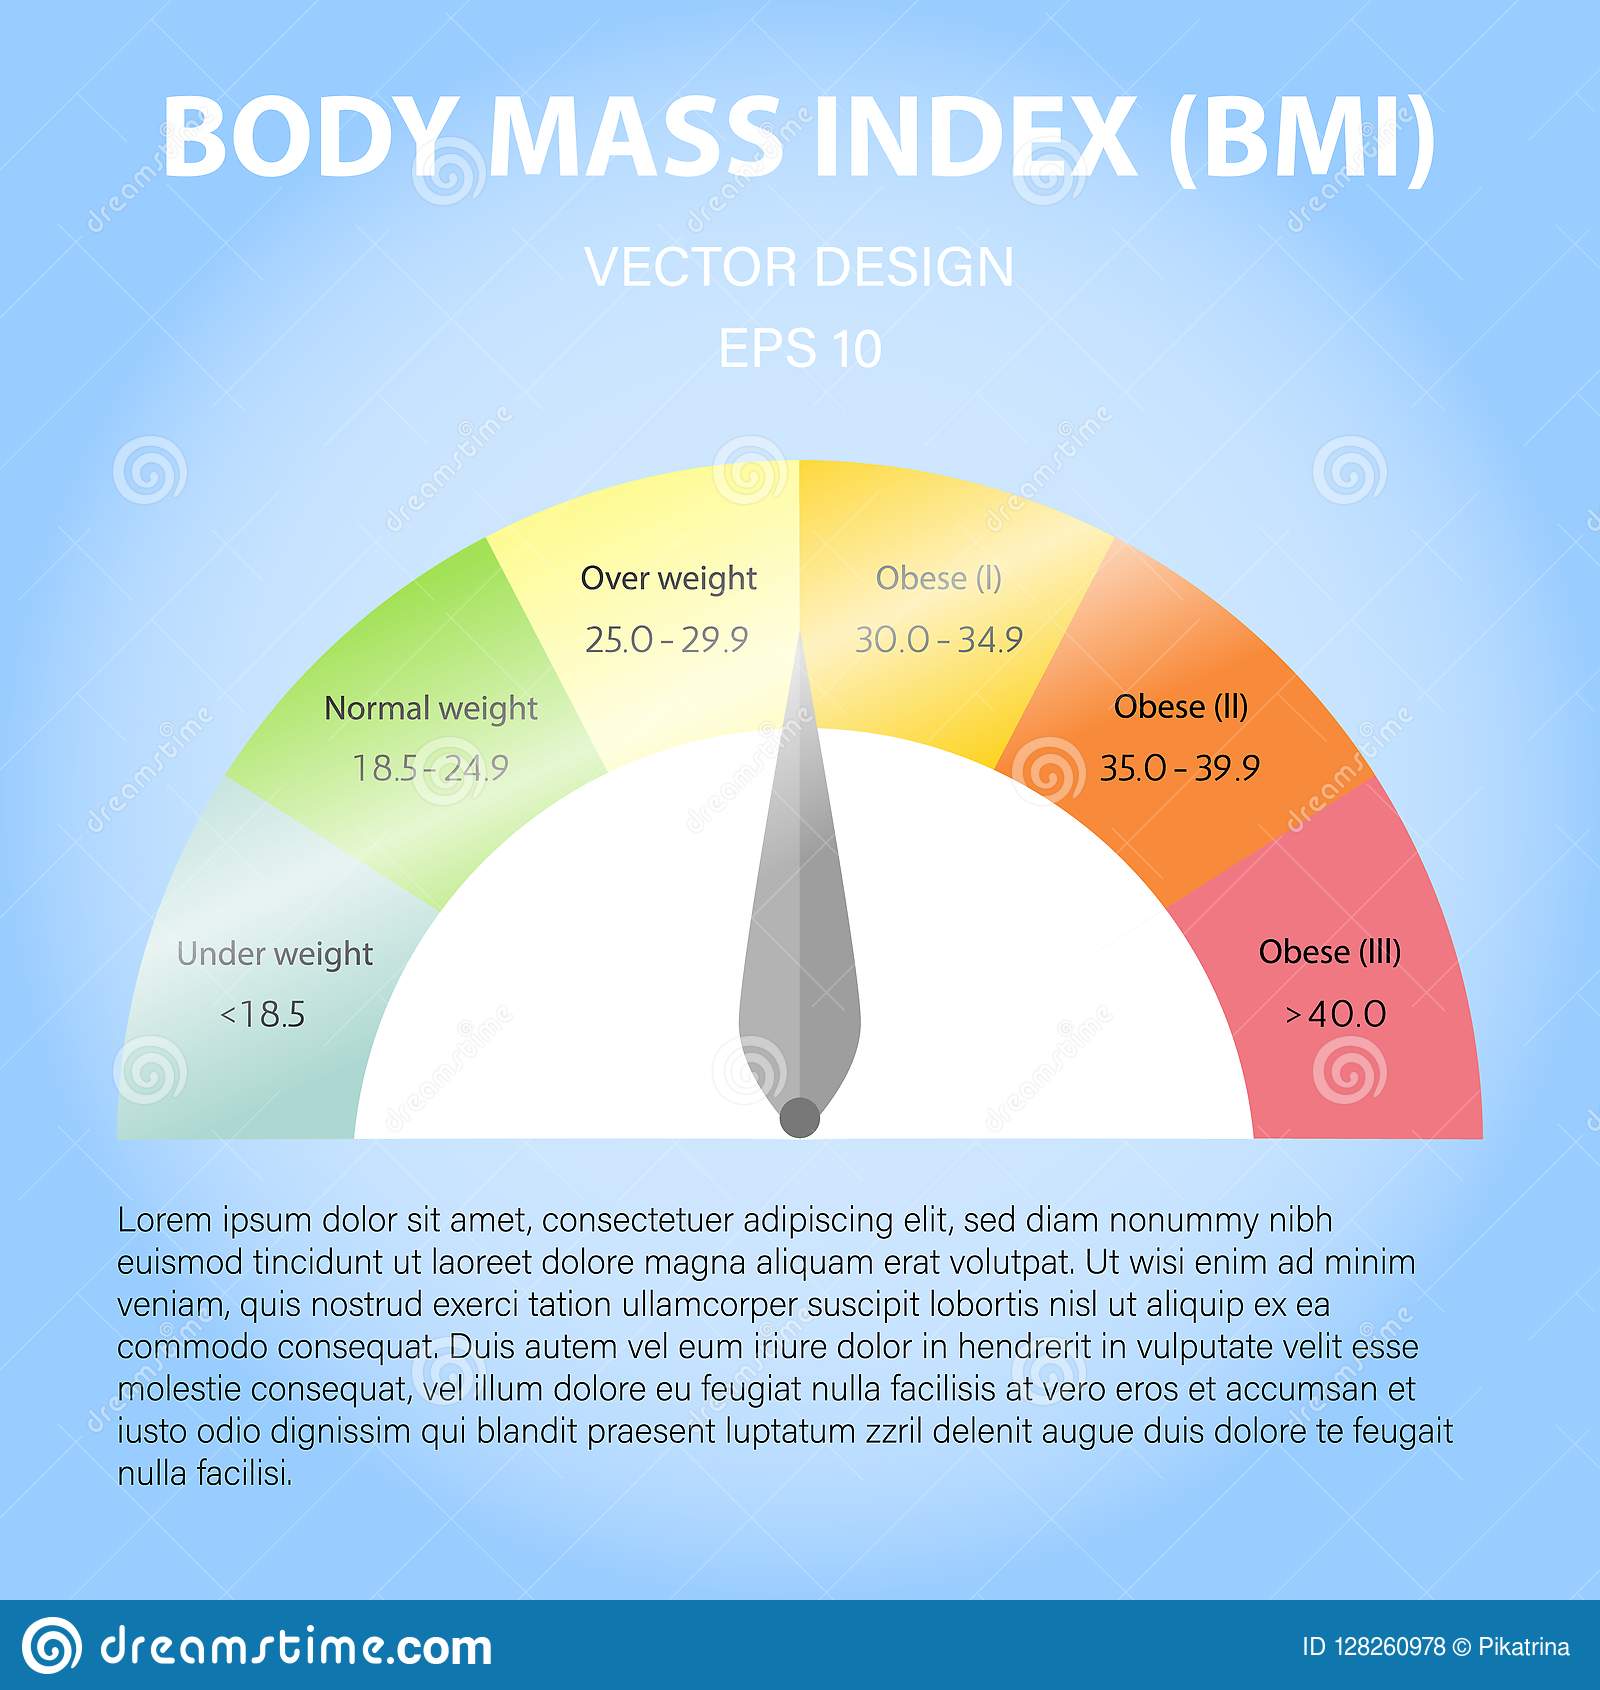 BODY MASS INDEX (BMI)
VECTOR DESIGN
EPS 10
Over weight
25.0 - 29.9
Obese (I)
30.0 - 34.9
Normal weight
18.5 - 24.9
Obese (II)
35.0 - 39.9
Under weight
<18.5
Obese (III)
> 40.0
Lorem ipsum dolor sit amet, consectetuer adipiscing elit, sed diam nonummy nibh
euismod tincidunt ut laoreet dolore magna aliquam erat volutpat. Ut wisi enim ad minim
veniam, quis nostrud exerci tation ullamcorper suscipit lobortis nisl ut aliquip ex ea
commodo consequat. Duis autem vel eum iriure dolor in hendrerit in vulputate velit esse
molestie consequat, vel illum dolore eu feugiat nulla facilisis at vero eros et accumsan et
iusto odio dignissim qui blandit praesent luptatum zzril delenit augue duis dolore te feugait
nulla facilisi.
dreamstime.com
ID 128260978 © Pikatrina